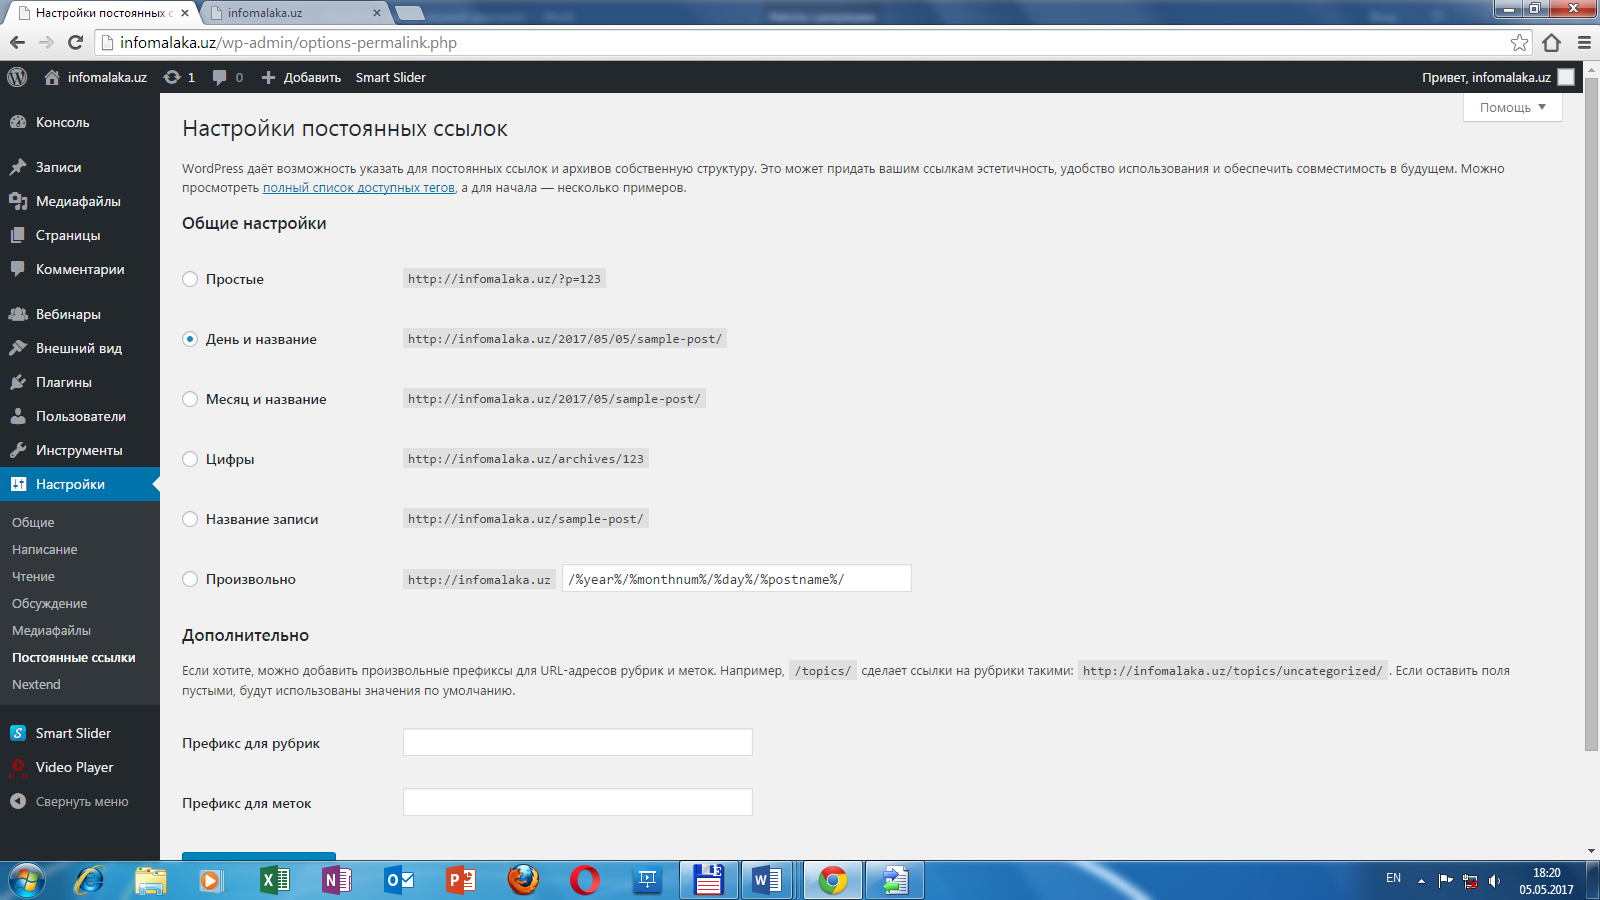 Настройки постоянных с
infomalaka.uz
infomalaka.uz/wp-admin/options-permalink.php
infomalaka.uz
1
0
Добавить
Smart Slider
Привет, infomalaka.uz
Помощь
Консоль
Записи
Медиафайлы
Страницы
Комментарии
Вебинары
Внешний вид
Плагины
Пользователи
Инструменты
Настройки
Общие
Написание
Чтение
Обсуждение
Медиафайлы
Постоянные ссылки
Nextend
Smart Slider
Video Player
Свернуть меню
Настройки постоянных ссылок
WordPress даёт возможность указать для постоянных ссылок и архивов собственную структуру. Это может придать вашим ссылкам эстетичность, удобство использования и обеспечить совместимость в будущем. Можно
просмотреть полный список доступных тегов, а для начала — несколько примеров.
Общие настройки
Простые http://infomalaka.uz/?p=123
День и название http://infomalaka.uz/2017/05/05/sample-post/
Месяц и название http://infomalaka.uz/2017/05/sample-post/
Цифры http://infomalaka.uz/archives/123
Название записи http://infomalaka.uz/sample-post/
Произвольно http://infomalaka.uz /%year%/%monthnum%/%day%/%postname%/
Дополнительно
Если хотите, можно добавить произвольные префиксы для URL-адресов рубрик и меток. Например, /topics/ сделает ссылки на рубрики такими: http://infomalaka.uz/topics/uncategorized/ . Если оставить поля
пустыми, будут использованы значения по умолчанию.
Префикс для рубрик
Префикс для меток
EN
18:20
05.05.2017